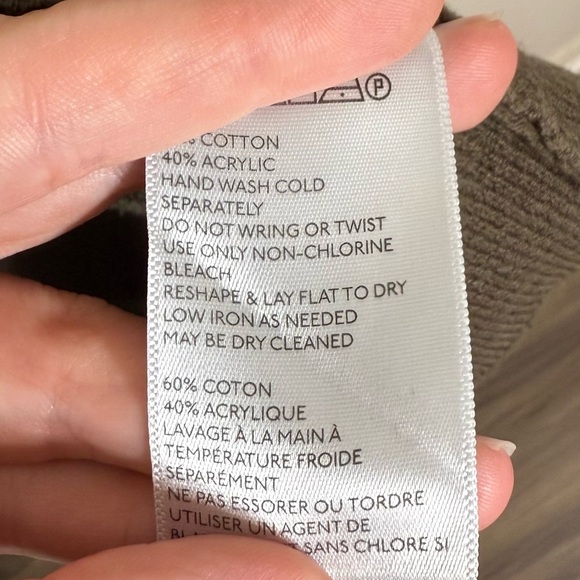 P
% COTTON
40% ACRYLIC
HAND WASH COLD
SEPARATELY
DO NOT WRING OR TWIST
USE ONLY NON-CHLORINE
BLEACH
RESHAPE & LAY FLAT TO DRY
LOW IRON AS NEEDED
MAY BE DRY CLEANED
60% COTON
40% ACRYLIQUE
LAVAGE À LA MAIN À
TEMPÉRATURE FROIDE
SÉPARÉMENT
NE PAS ESSORER OU TORDRE
UTILISER UN AGENT DE
SANS CHLORE SI